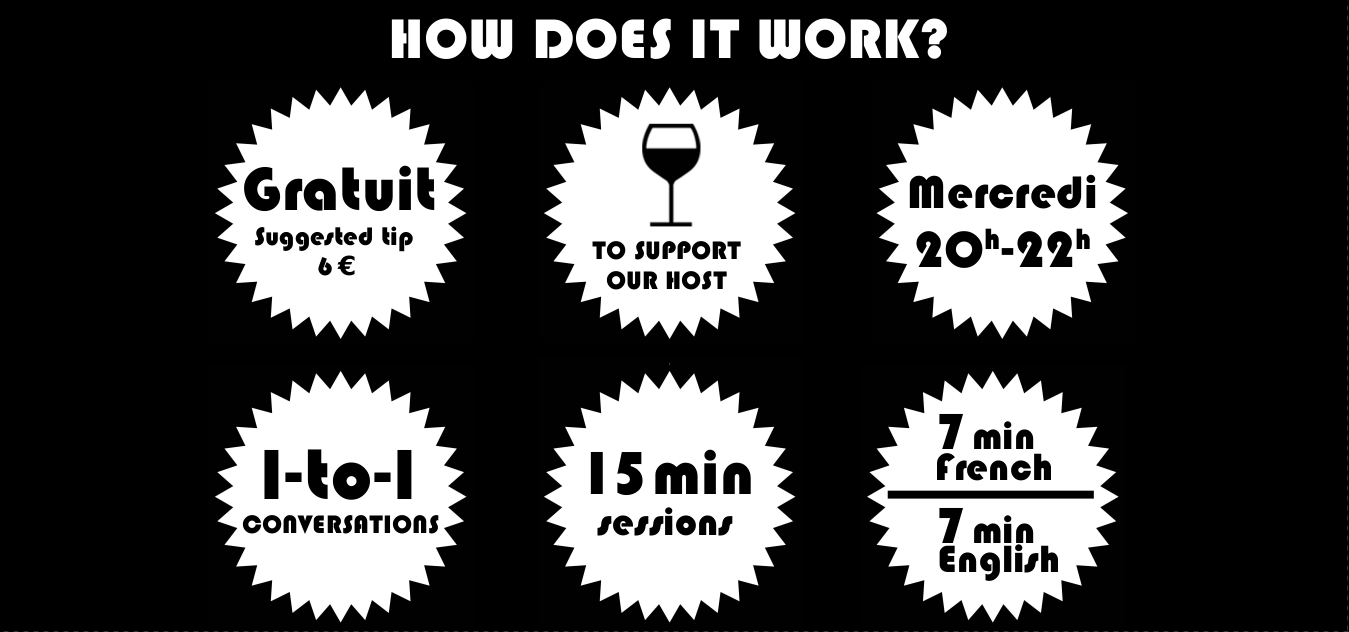 HOW DOES IT WORK?
Gratuit
Suggested tip
6 €
TO SUPPORT
OUR HOST
Mercredi
20h-22h
1-to-1
CONVERSATIONS
15 min
sessions
7 min
French
7 min
English